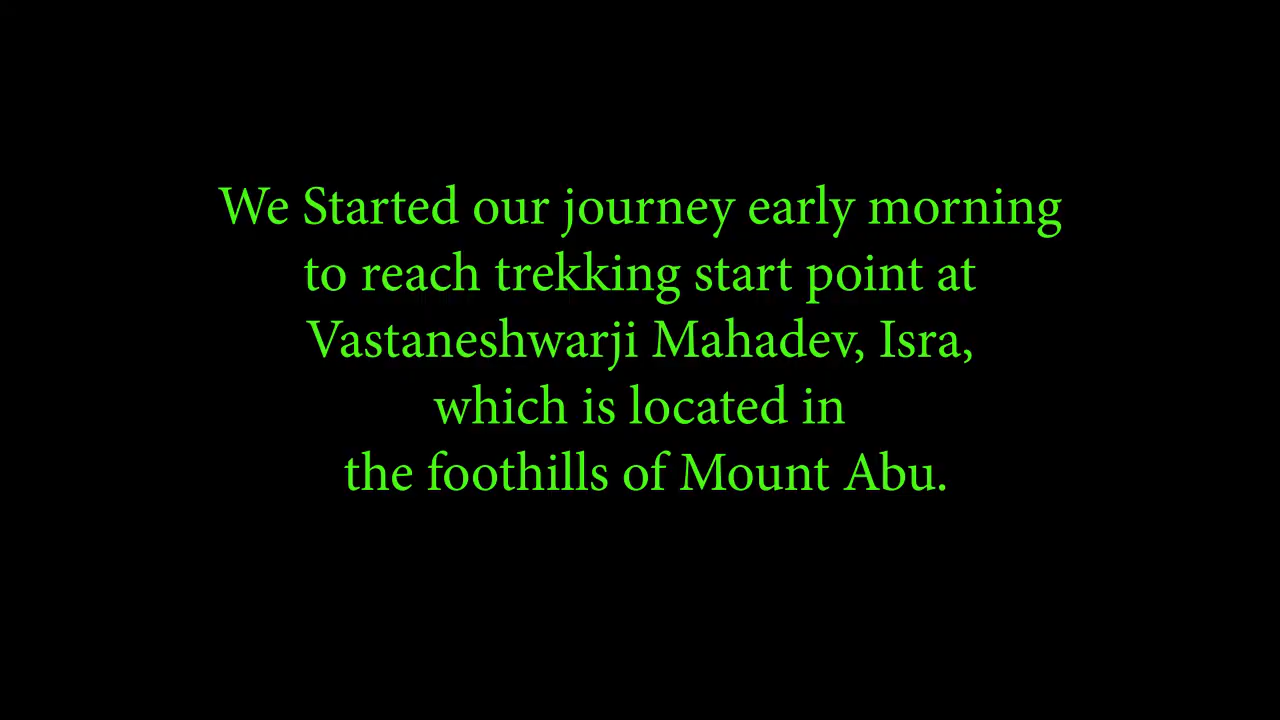 We Started our journey early morning
to reach trekking start point at
Vastaneshwarji Mahadev, Isra,
which is located in
the foothills of Mount Abu.